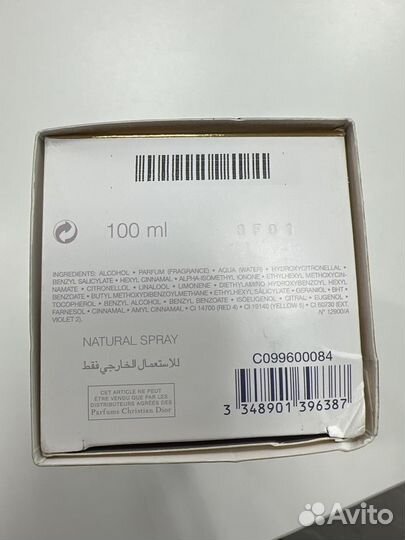 100 ml
INGREDIENTS: ALCOHOL • PARFUM (FRAGRANCE) • AQUA (WATER) • HYDROXYCITRONELLAL •
BENZYL SALICYLATE • HEXYL CINNAMAL • ALPHA-ISOMETHYL IONONE • ETHYLHEXYL METHOXYCIN-
NAMATE • CITRONELLOL • LINALOOL • LIMONENE • DIETHYLAMINO HYDROXYBENZOYL HEXYL
BENZOATE • BUTYL METHOXYDIBENZOYLMETHANE • ETHYLHEXYL SALICYLATE • GERANIOL • BHT •
TOCOPHEROL • BENZYL ALCOHOL • BENZYL BENZOATE • ISOEUGENOL • CITRAL • EUGENOL •
FARNESOL • CINNAMAL • AMYL CINNAMAL • CI 14700 (RED 4) • CI 19140 (YELLOW 5) • CI 60730 (EXT.
VIOLET 2).
N° 12900/A
NATURAL SPRAY
للاستعمال الخارجي فقط
CET ARTICLE NE PEUT
ÊTRE VENDU QUE PAR LES
DISTRIBUTEURS AGRÉÉS DES
Parfums Christian Dior
C099600084
3 348901 396387
Avito